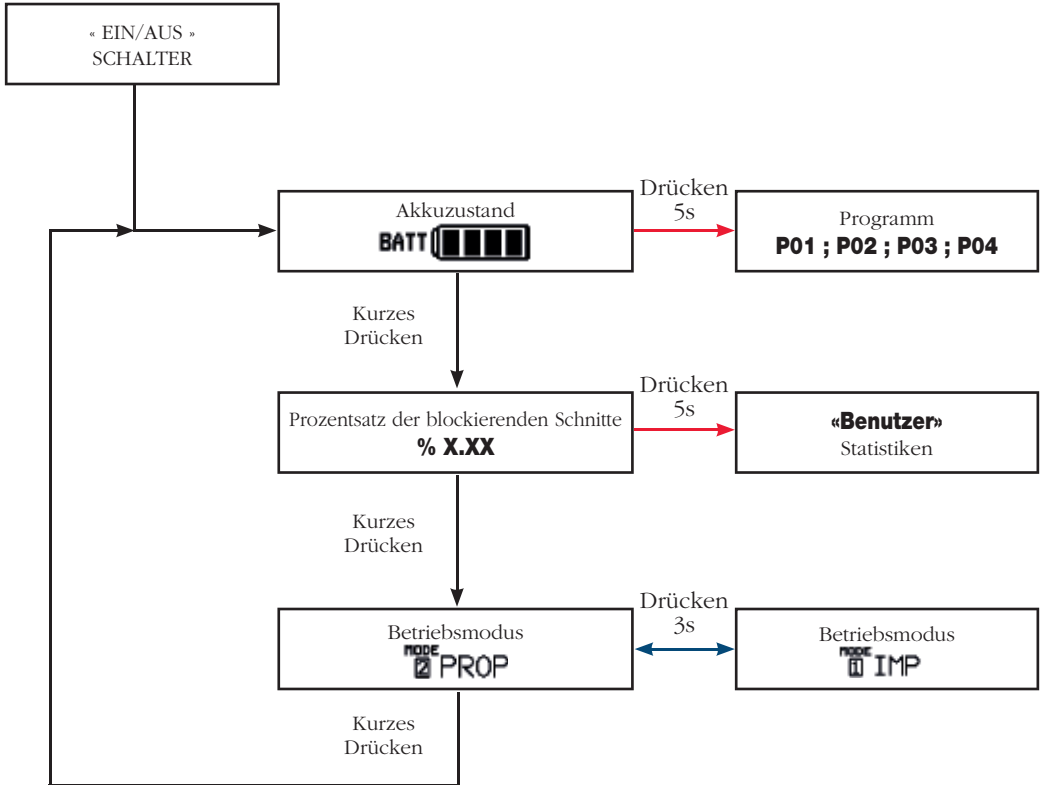 « EIN/AUS »
SCHALTER
Akkuzustand
BATT
Drücken
5s
Programm
P01 ; P02 ; P03 ; P04
Kurzes
Drücken
Prozentsatz der blockierenden Schnitte
% X.XX
Drücken
5s
«Benutzer»
Statistiken
Kurzes
Drücken
Betriebsmodus
MODE
2 PROP
Drücken
3s
Betriebsmodus
MODE
1 IMP
Kurzes
Drücken